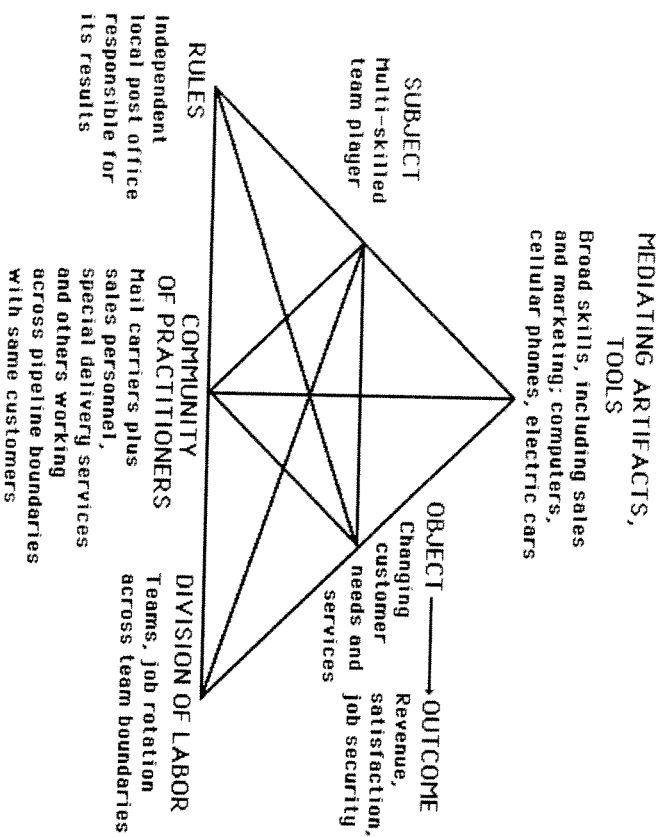 MEDIATING ARTIFACTS,
TOOLS
Broad skills, including sales
and marketing; computers,
cellular phones, electric cars
SUBJECT
Multi-skilled
team player
OBJECT
Changing
customer
needs and
services
OUTCOME
Revenue,
satisfaction,
job security
RULES
Independent
local post office
responsible for
its results
COMMUNITY
OF PRACTITIONERS
Mail carriers plus
sales personnel,
special delivery services
and others working
across pipeline boundaries
with same customers
DIVISION OF LABOR
Teams, job rotation
across team boundaries